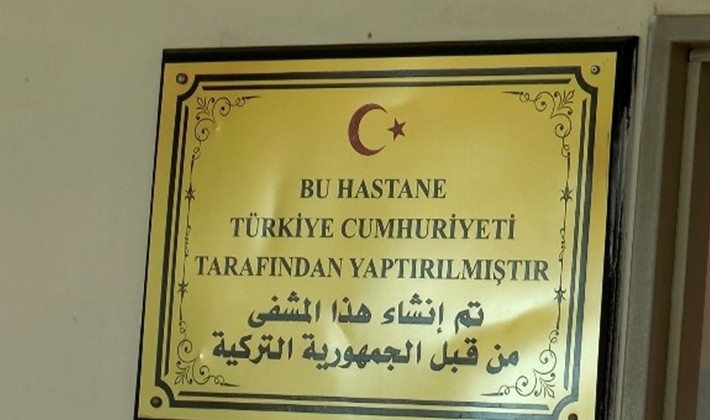 BU HASTANE
TÜRKİYE CUMHURİYETİ
TARAFINDAN YAPTIRILMIŞTIR
تم إنشاء هذا المشفى
من قبل الجمهورية التركية